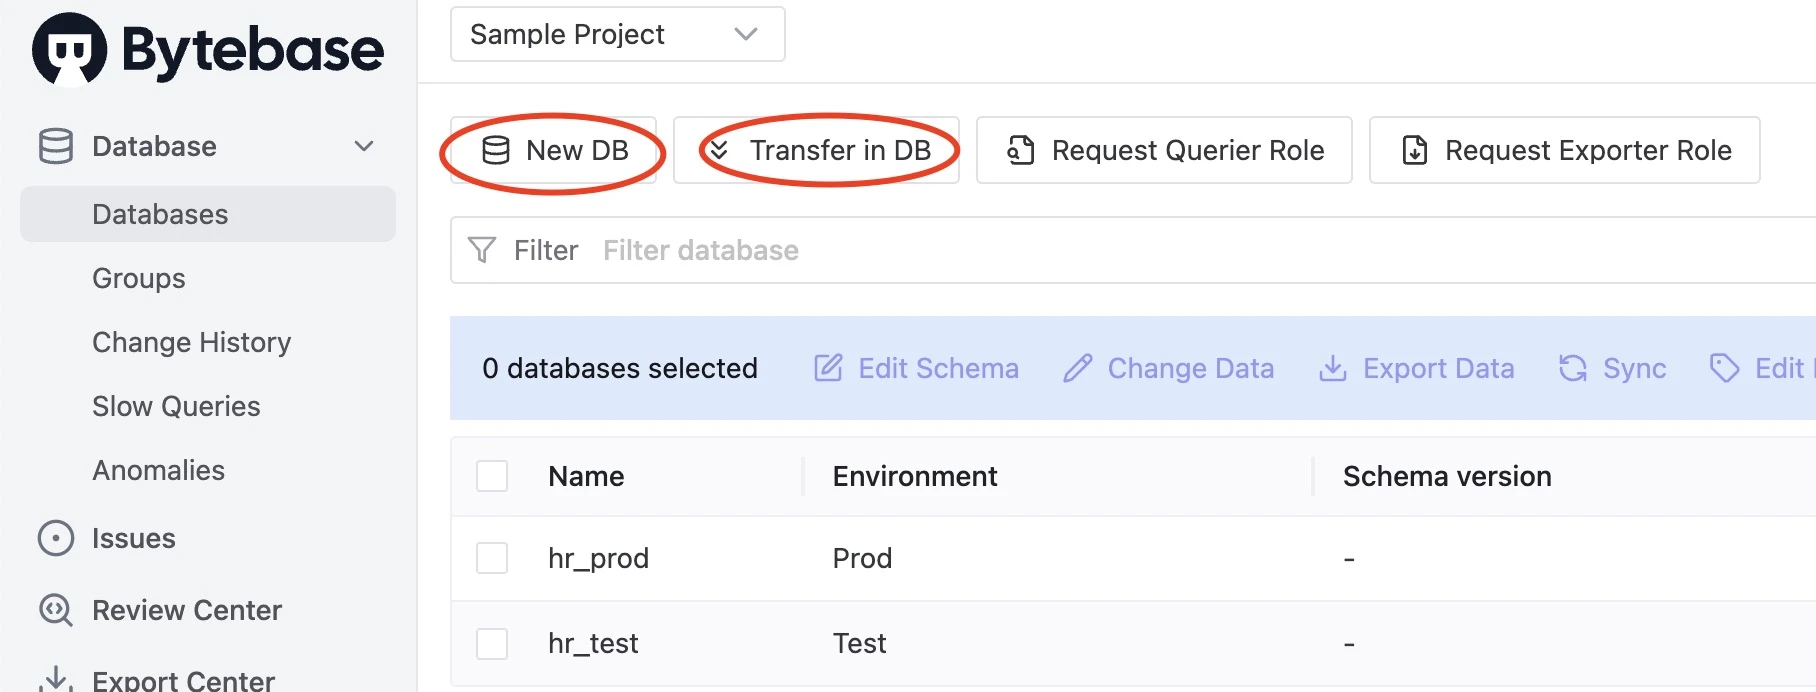 Bytebase
Sample Project
Database
Databases
Groups
Change History
Slow Queries
Anomalies
Issues
Review Center
Export Center
New DB
Transfer in DB
Request Querier Role
Request Exporter Role
Filter Filter database
0 databases selected Edit Schema Change Data Export Data Sync Edit
Name Environment Schema version
hr_prod Prod -
hr_test Test -